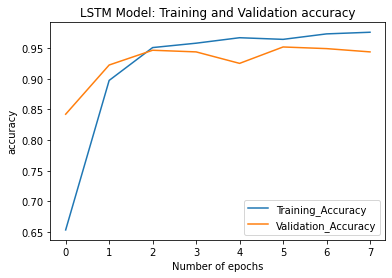 LSTM Model: Training and Validation accuracy
accuracy
0.95
0.90
0.85
0.80
0.75
0.70
0.65
Training_Accuracy
Validation_Accuracy
0 1 2 3 4 5 6 7
Number of epochs